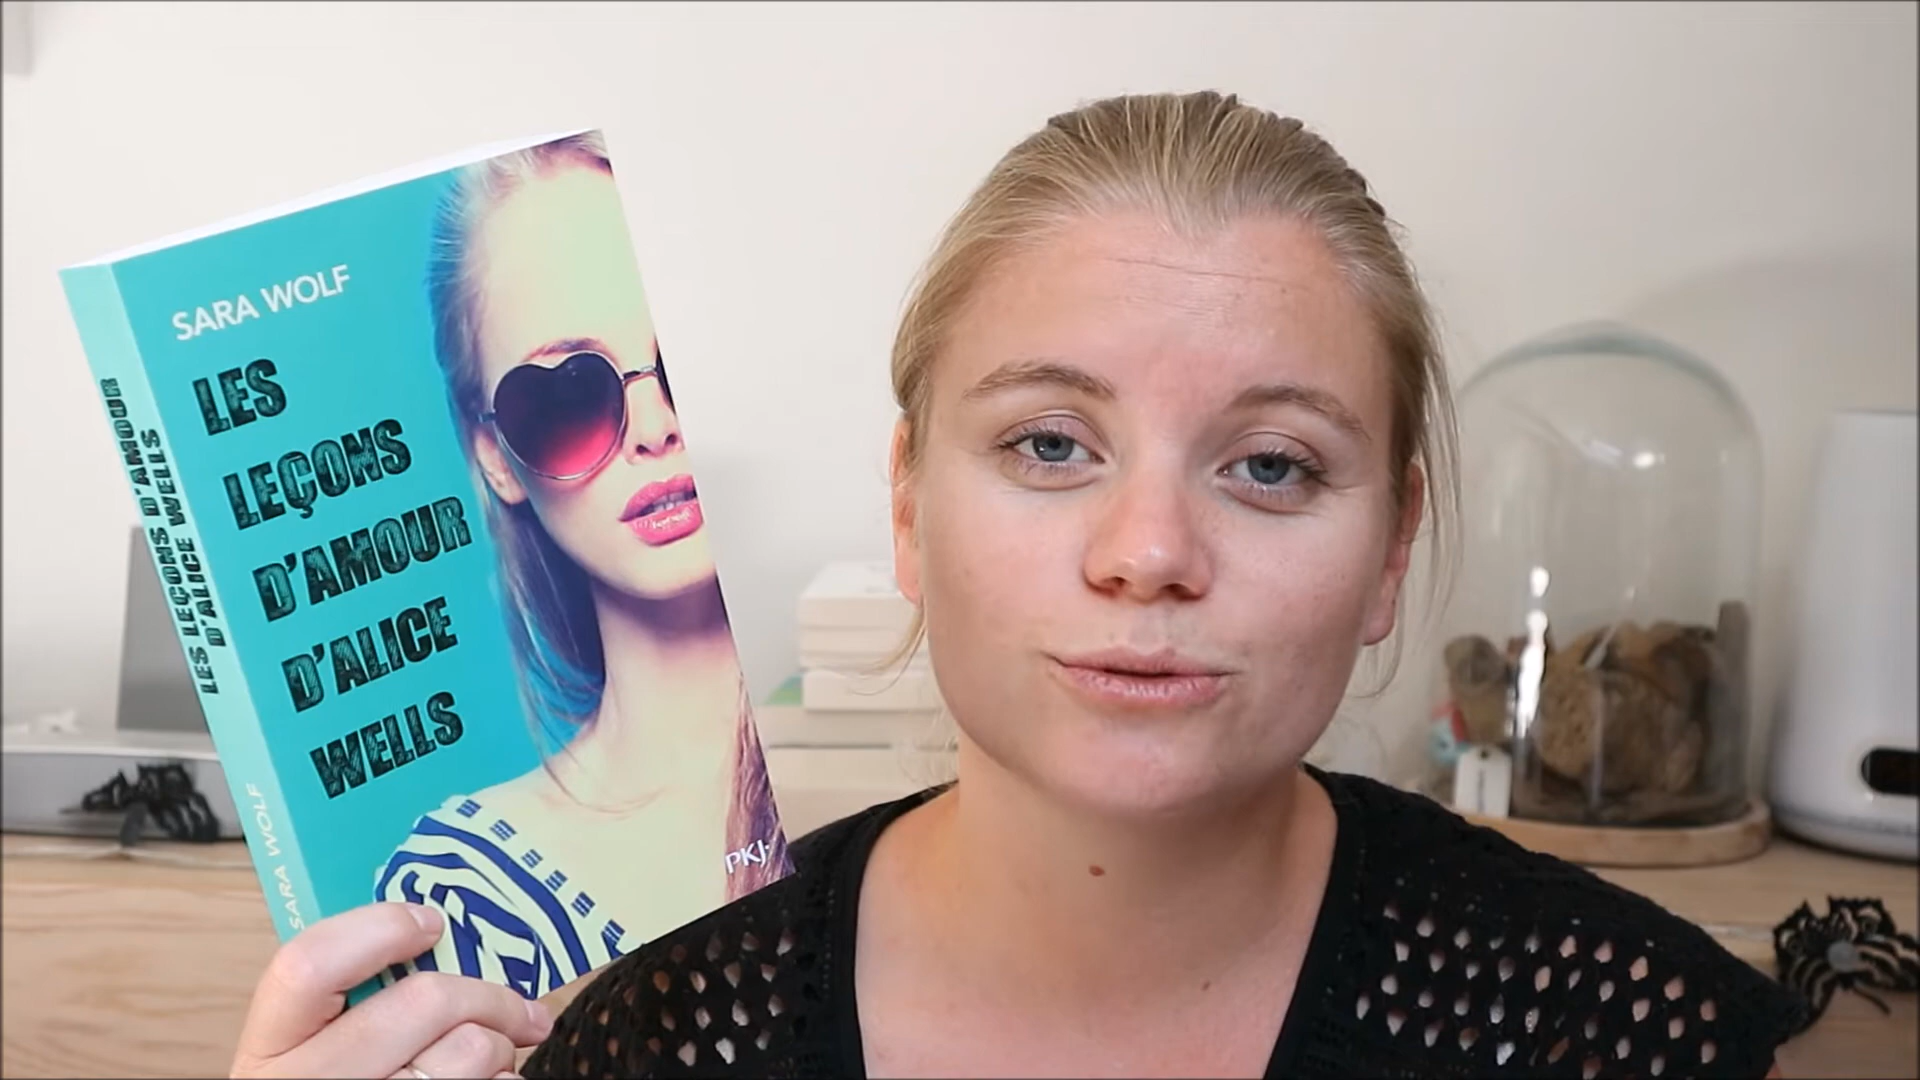 SARA WOLF
LES
LEÇONS
D'AMOUR
D'ALICE
WELLS
PKJ·
LES LEÇONS D'AMOUR
D'ALICE WELLS
SARA WOLF